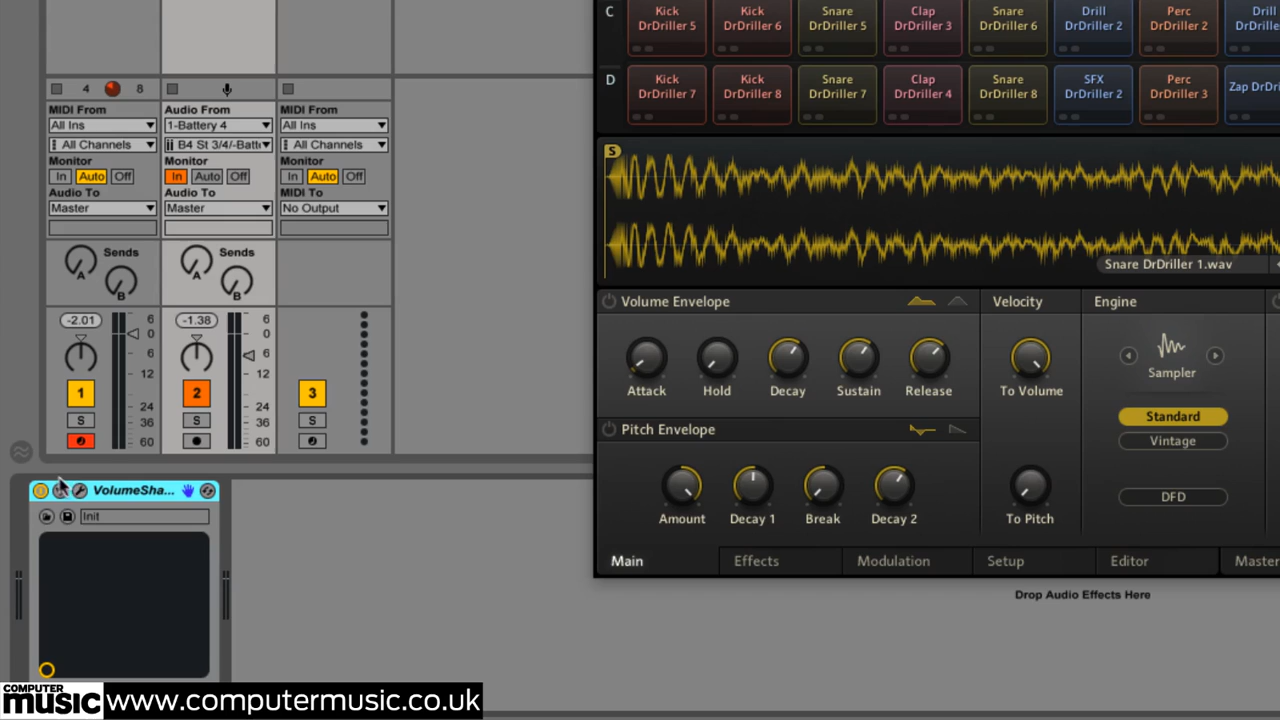 C
Kick DrDriller 5
Kick DrDriller 6
Snare DrDriller 5
Clap DrDriller 3
Snare DrDriller 6
Drill DrDriller 2
Perc DrDriller 2
Drill
D
Kick DrDriller 7
Kick DrDriller 8
Snare DrDriller 7
Clap DrDriller 4
Snare DrDriller 8
SFX DrDriller 2
Perc DrDriller 3
Zap DrDri
4 8
MIDI From
Audio From
MIDI From
All Ins
1-Battery 4
All Ins
All Channels
B4 St 3/4/-Batt
All Channels
Monitor
Monitor
Monitor
In Auto Off
In Auto Off
In Auto Off
Audio To
Audio To
MIDI To
Master
Master
No Output
Sends
Sends
A B
A B
-2.01
-1.38
6 0 6 12 24 36 60
6 0 6 12 24 36 60
1
2
3
S
S
S
S
Snare DrDriller 1.wav
Volume Envelope
Velocity
Engine
Attack
Hold
Decay
Sustain
Release
To Volume
Sampler
Standard
Vintage
Pitch Envelope
Amount
Decay 1
Break
Decay 2
To Pitch
DFD
Main
Effects
Modulation
Setup
Editor
Master
VolumeSha...
Init
Drop Audio Effects Here
COMPUTER music
www.computermusic.co.uk